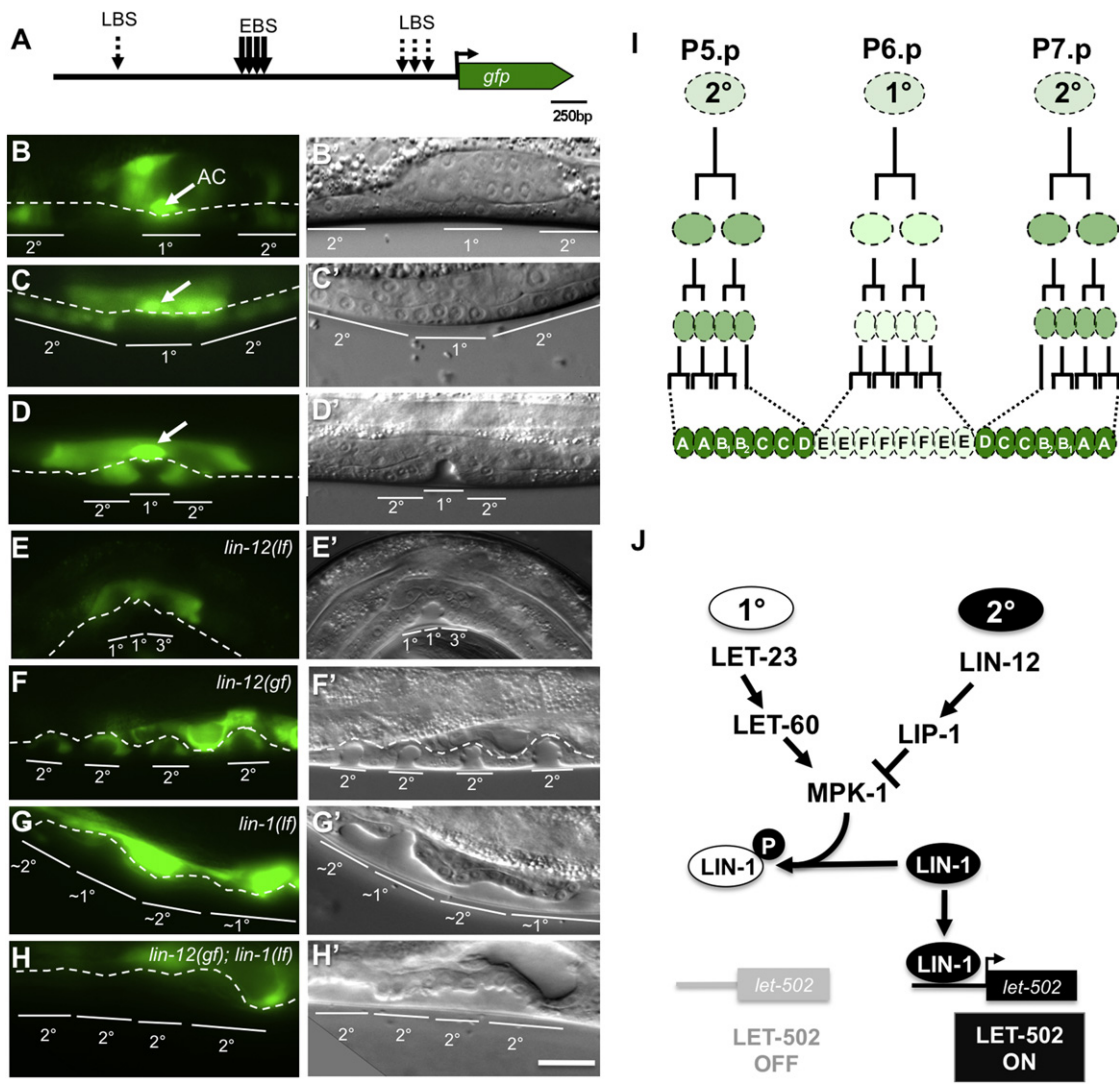 A
LBS
EBS
LBS
gfp
250bp
B
AC
2°
1°
2°
B'
2°
1°
2°
C
2°
1°
2°
C'
2°
1°
2°
D
2°
1°
2°
D'
2°
1°
2°
E
lin-12(lf)
1°
1°
3°
E'
1°
1°
3°
F
lin-12(gf)
2°
2°
2°
2°
F'
2°
2°
2°
2°
G
lin-1(lf)
~2°
~1°
~2°
~1°
G'
~2°
~1°
~2°
~1°
H
lin-12(gf); lin-1(lf)
2°
2°
2°
2°
H'
2°
2°
2°
2°
I
P5.p
P6.p
P7.p
2°
1°
2°
A A B1 B2 C C D E E F F F F E E D C C B2 B1 A A
J
1°
2°
LET-23
LIN-12
LET-60
LIP-1
MPK-1
P
LIN-1
LIN-1
LIN-1
let-502
let-502
LET-502
OFF
LET-502
ON